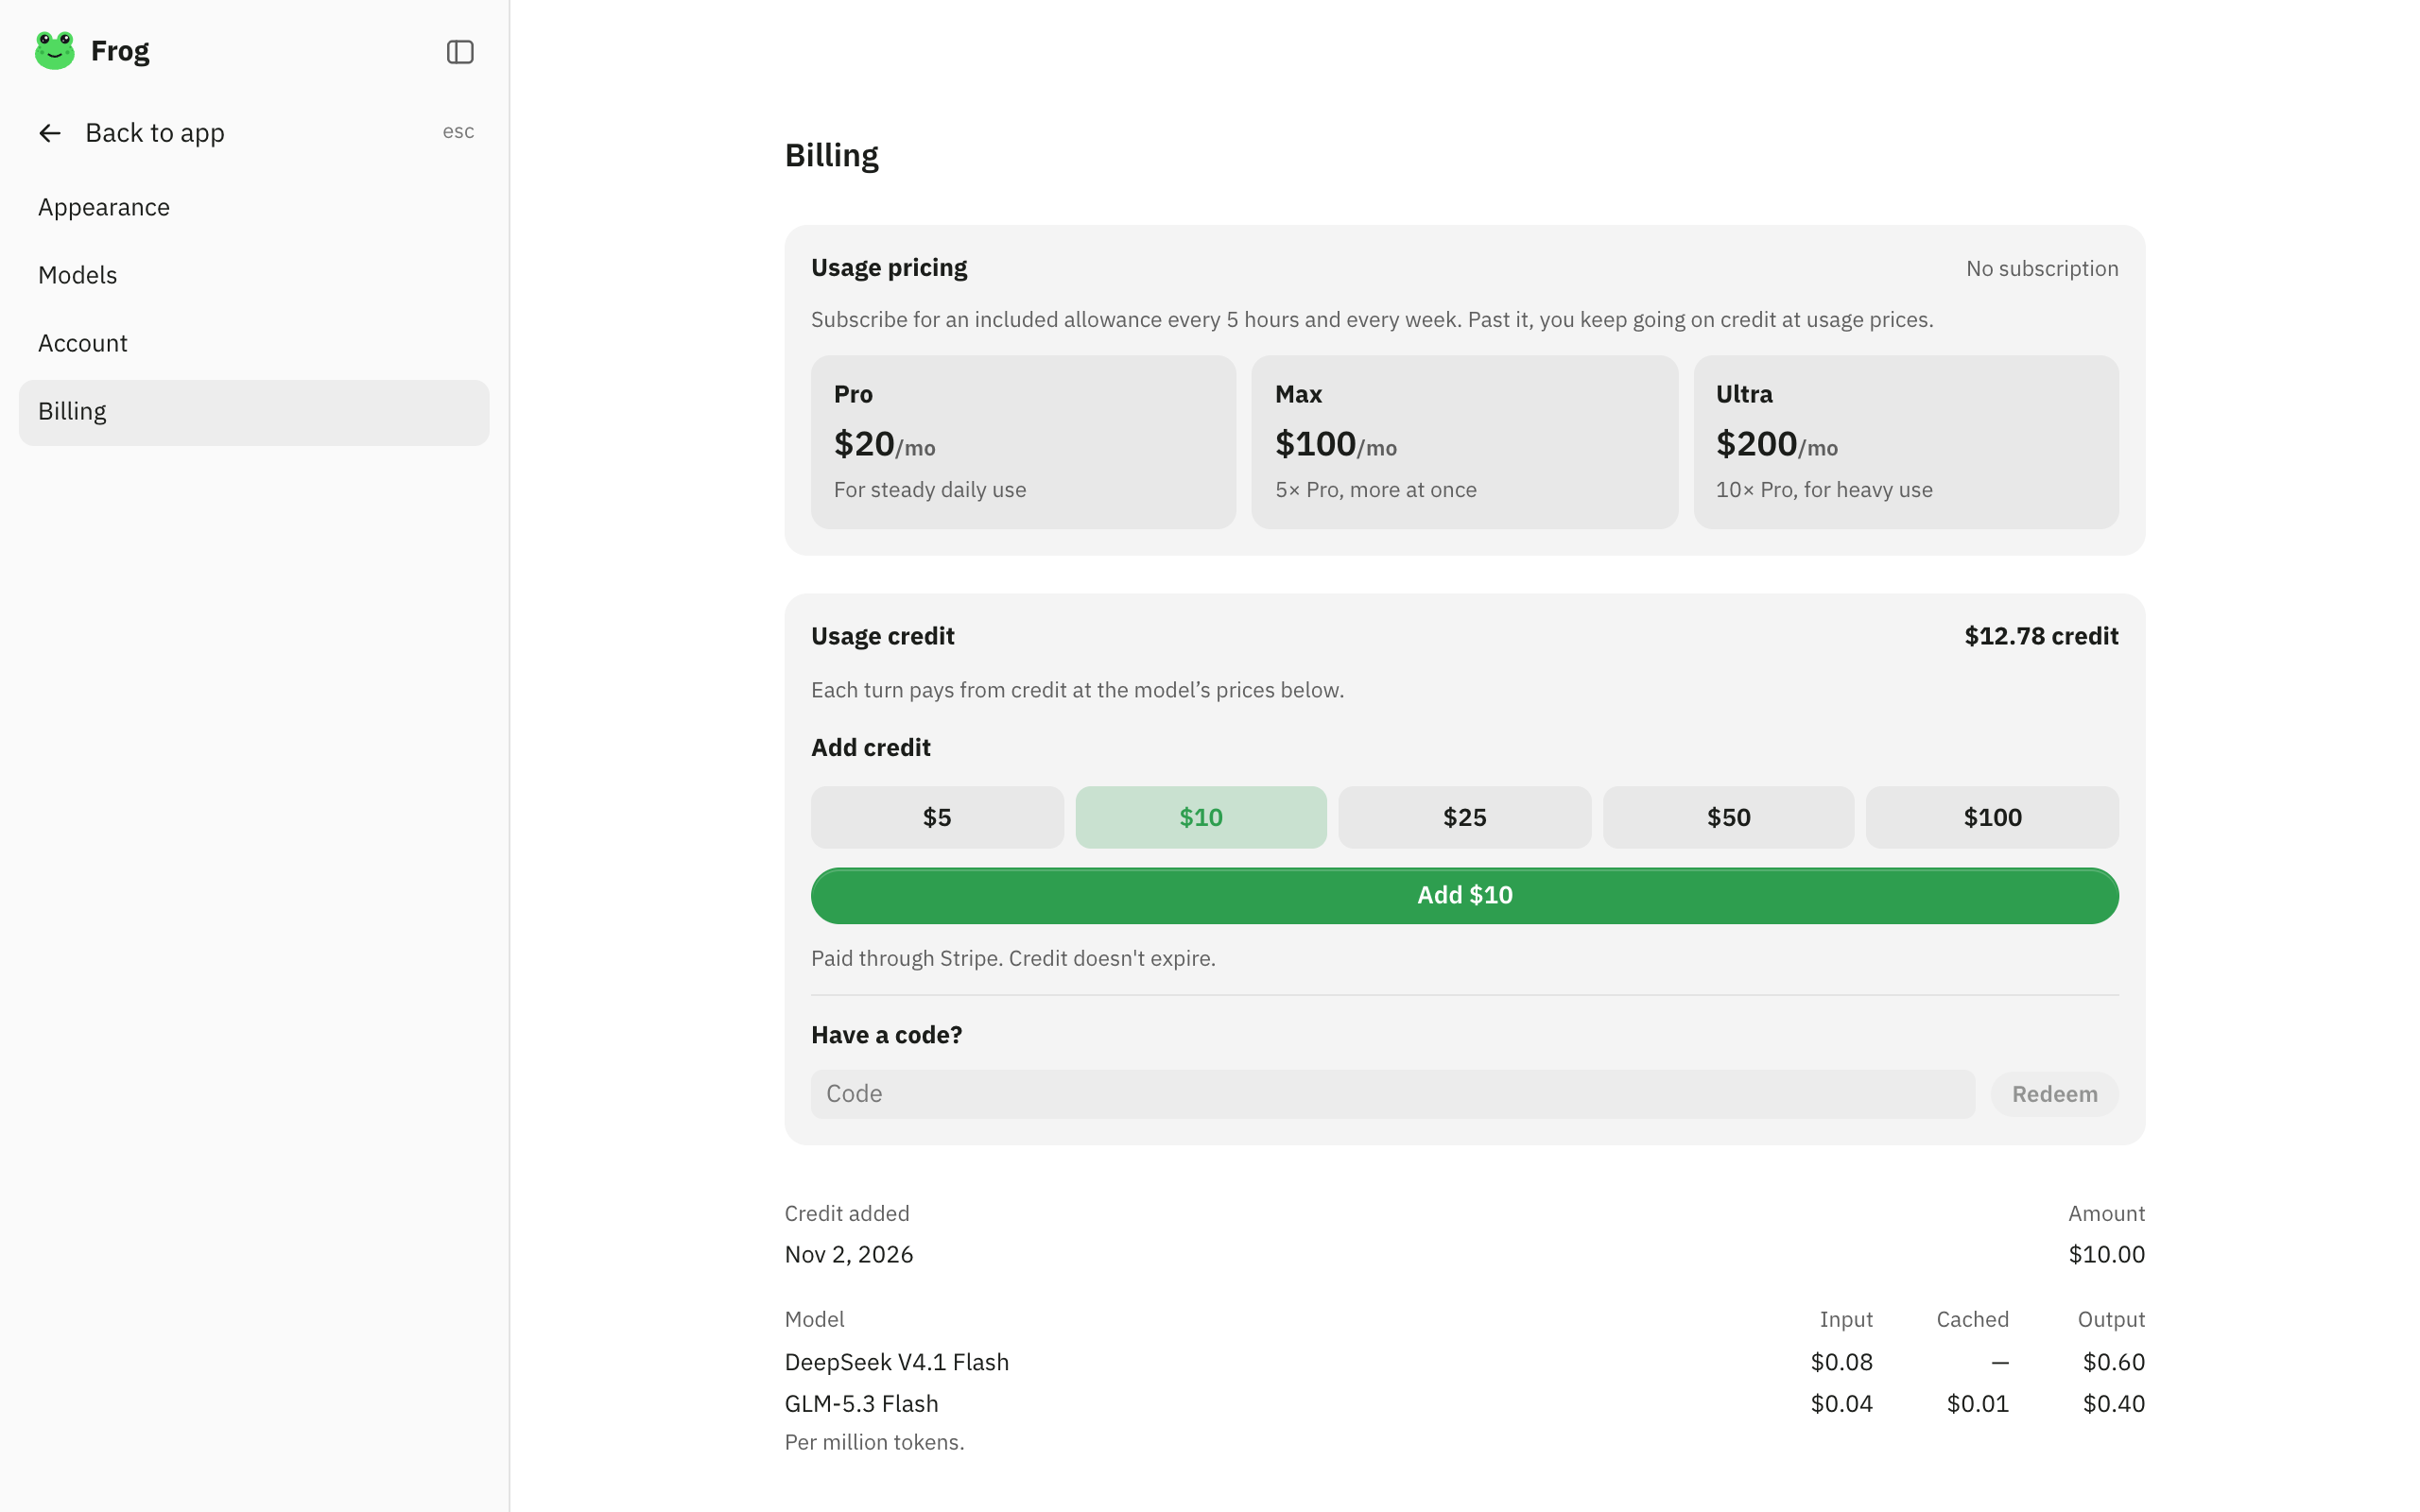 Frog
Back to app esc
Appearance
Models
Account
Billing
Billing
Usage pricing No subscription
Subscribe for an included allowance every 5 hours and every week. Past it, you keep going on credit at usage prices.
Pro
$20/mo
For steady daily use
Max
$100/mo
5× Pro, more at once
Ultra
$200/mo
10× Pro, for heavy use
Usage credit $12.78 credit
Each turn pays from credit at the model’s prices below.
Add credit
$5 $10 $25 $50 $100
Add $10
Paid through Stripe. Credit doesn't expire.
Have a code?
Code Redeem
Credit added Amount
Nov 2, 2026 $10.00
Model Input Cached Output
DeepSeek V4.1 Flash $0.08 — $0.60
GLM-5.3 Flash $0.04 $0.01 $0.40
Per million tokens.